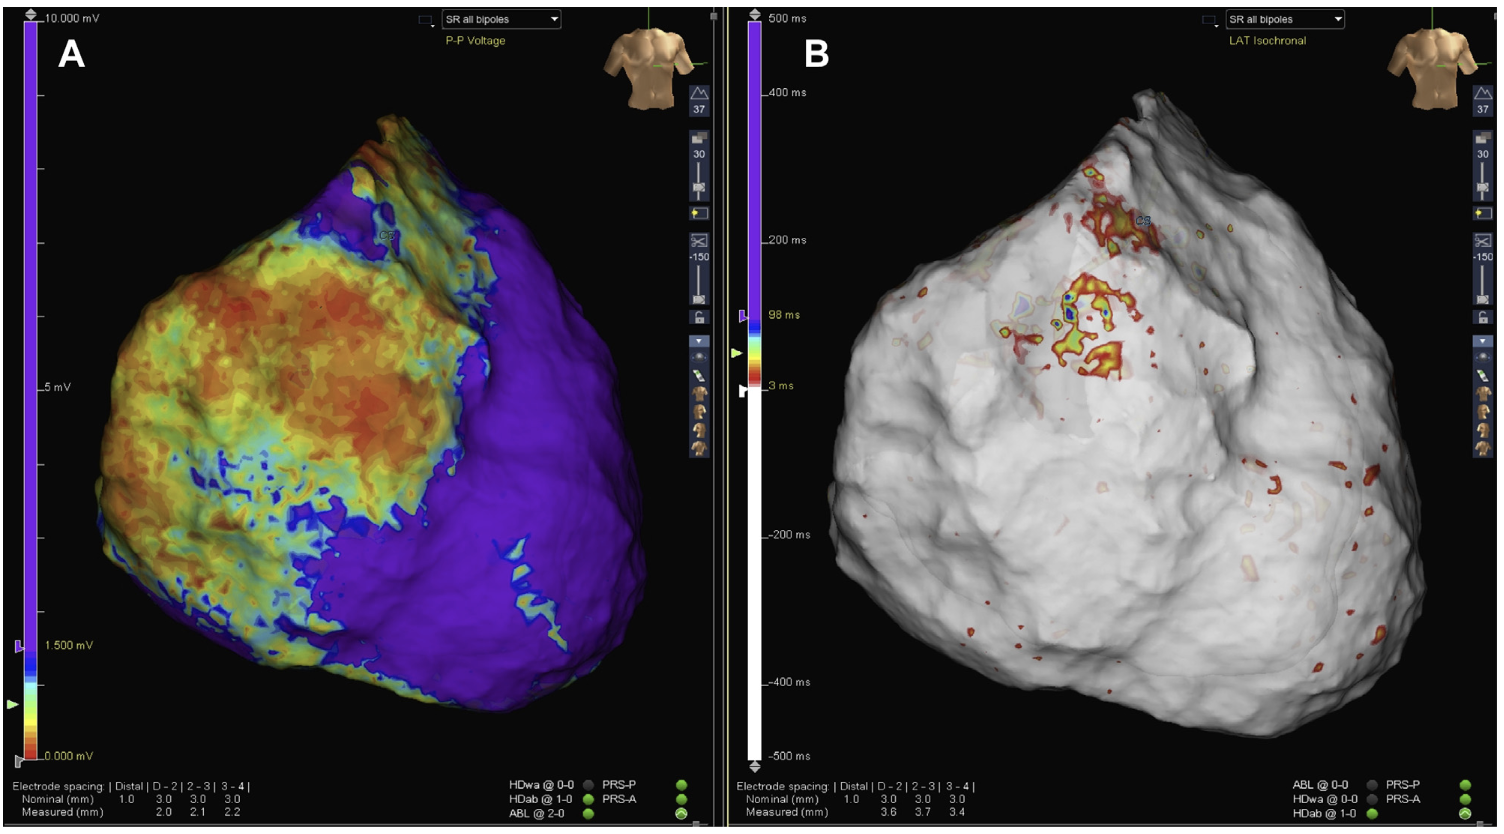 10.000 mV
SR all bipoles
P-P Voltage
A
37
30
-150
CS
5 mV
1.500 mV
0.000 mV
Electrode spacing: | Distal | D - 2 | 2 - 3 | 3 - 4 |
Nominal (mm) 1.0 3.0 3.0 3.0
Measured (mm) 2.0 2.1 2.2
HDwa @ 0-0 PRS-P
HDab @ 1-0 PRS-A
ABL @ 2-0
500 ms
SR all bipoles
LAT Isochronal
B
400 ms
37
30
200 ms
-150
CS
98 ms
3 ms
-200 ms
-400 ms
-500 ms
Electrode spacing: | Distal | D - 2 | 2 - 3 | 3 - 4 |
Nominal (mm) 1.0 3.0 3.0 3.0
Measured (mm) 3.6 3.7 3.4
ABL @ 0-0 PRS-P
HDwa @ 0-0 PRS-A
HDab @ 1-0